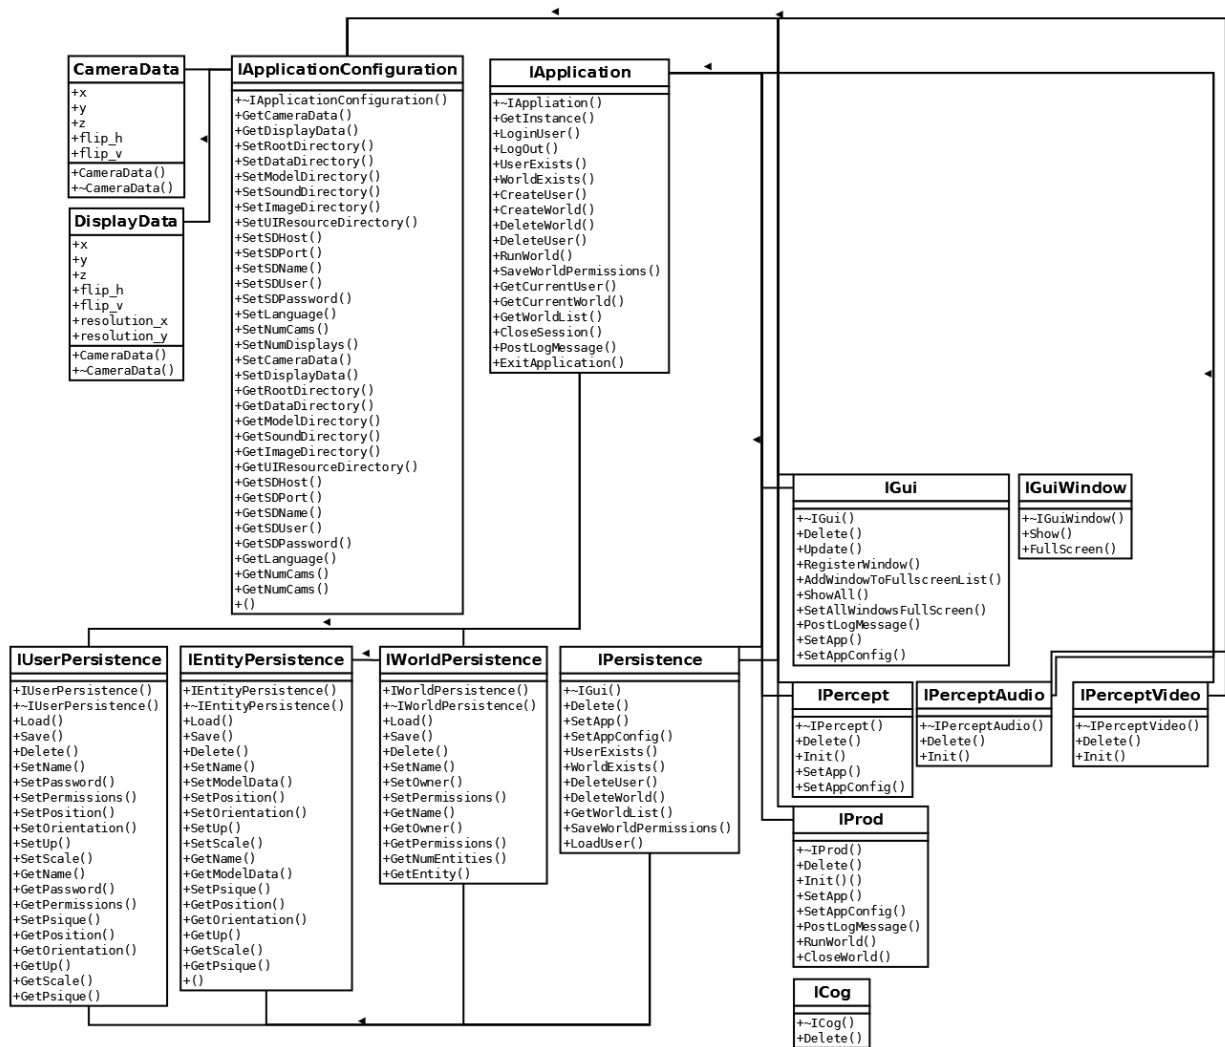 CameraData
+x
+y
+z
+flip_h
+flip_v
+CameraData()
+~CameraData()
DisplayData
+x
+y
+z
+flip_h
+flip_v
+resolution_x
+resolution_y
+CameraData()
+~CameraData()
IApplicationConfiguration
+~IApplicationConfiguration()
+GetCameraData()
+GetDisplayData()
+SetRootDirectory()
+SetDataDirectory()
+SetModelDirectory()
+SetSoundDirectory()
+SetImageDirectory()
+SetUIResourceDirectory()
+SetSDHost()
+SetSDPort()
+SetSDName()
+SetSDUser()
+SetSDPassword()
+SetLanguage()
+SetNumCams()
+SetNumDisplays()
+SetCameraData()
+SetDisplayData()
+GetRootDirectory()
+GetDataDirectory()
+GetModelDirectory()
+GetSoundDirectory()
+GetImageDirectory()
+GetUIResourceDirectory()
+GetSDHost()
+GetSDPort()
+GetSDName()
+GetSDUser()
+GetSDPassword()
+GetLanguage()
+GetNumCams()
+GetNumCams()
+()
IApplication
+~IAppliation()
+GetInstance()
+LoginUser()
+LogOut()
+UserExists()
+WorldExists()
+CreateUser()
+CreateWorld()
+DeleteWorld()
+DeleteUser()
+RunWorld()
+SaveWorldPermissions()
+GetCurrentUser()
+GetCurrentWorld()
+GetWorldList()
+CloseSession()
+PostLogMessage()
+ExitApplication()
IGui
+~IGui()
+Delete()
+Update()
+RegisterWindow()
+AddWindowToFullscreenList()
+ShowAll()
+SetAllWindowsFullScreen()
+PostLogMessage()
+SetApp()
+SetAppConfig()
IGuiWindow
+~IGuiWindow()
+Show()
+FullScreen()
IUserPersistence
+IUserPersistence()
+~IUserPersistence()
+Load()
+Save()
+Delete()
+SetName()
+SetPassword()
+SetPermissions()
+SetPosition()
+SetOrientation()
+SetUp()
+SetScale()
+GetName()
+GetPassword()
+GetPermissions()
+SetPsique()
+GetPosition()
+GetOrientation()
+GetUp()
+GetScale()
+GetPsique()
IEntityPersistence
+IEntityPersistence()
+~IEntityPersistence()
+Load()
+Save()
+Delete()
+SetName()
+SetModelData()
+SetPosition()
+SetOrientation()
+SetUp()
+SetScale()
+GetName()
+GetModelData()
+SetPsique()
+GetPosition()
+GetOrientation()
+GetUp()
+GetScale()
+GetPsique()
+()
IWorldPersistence
+IWorldPersistence()
+~IWorldPersistence()
+Load()
+Save()
+Delete()
+SetName()
+SetOwner()
+SetPermissions()
+GetName()
+GetOwner()
+GetPermissions()
+GetNumEntities()
+GetEntity()
IPersistence
+~IGui()
+Delete()
+SetApp()
+SetAppConfig()
+UserExists()
+WorldExists()
+DeleteUser()
+DeleteWorld()
+GetWorldList()
+SaveWorldPermissions()
+LoadUser()
IPercept
+~IPercept()
+Delete()
+Init()
+SetApp()
+SetAppConfig()
IPerceptAudio
+~IPerceptAudio()
+Delete()
+Init()
IPerceptVideo
+~IPerceptVideo()
+Delete()
+Init()
IProd
+~IProd()
+Delete()
+Init()()
+SetApp()
+SetAppConfig()
+PostLogMessage()
+RunWorld()
+CloseWorld()
ICog
+~ICog()
+Delete()